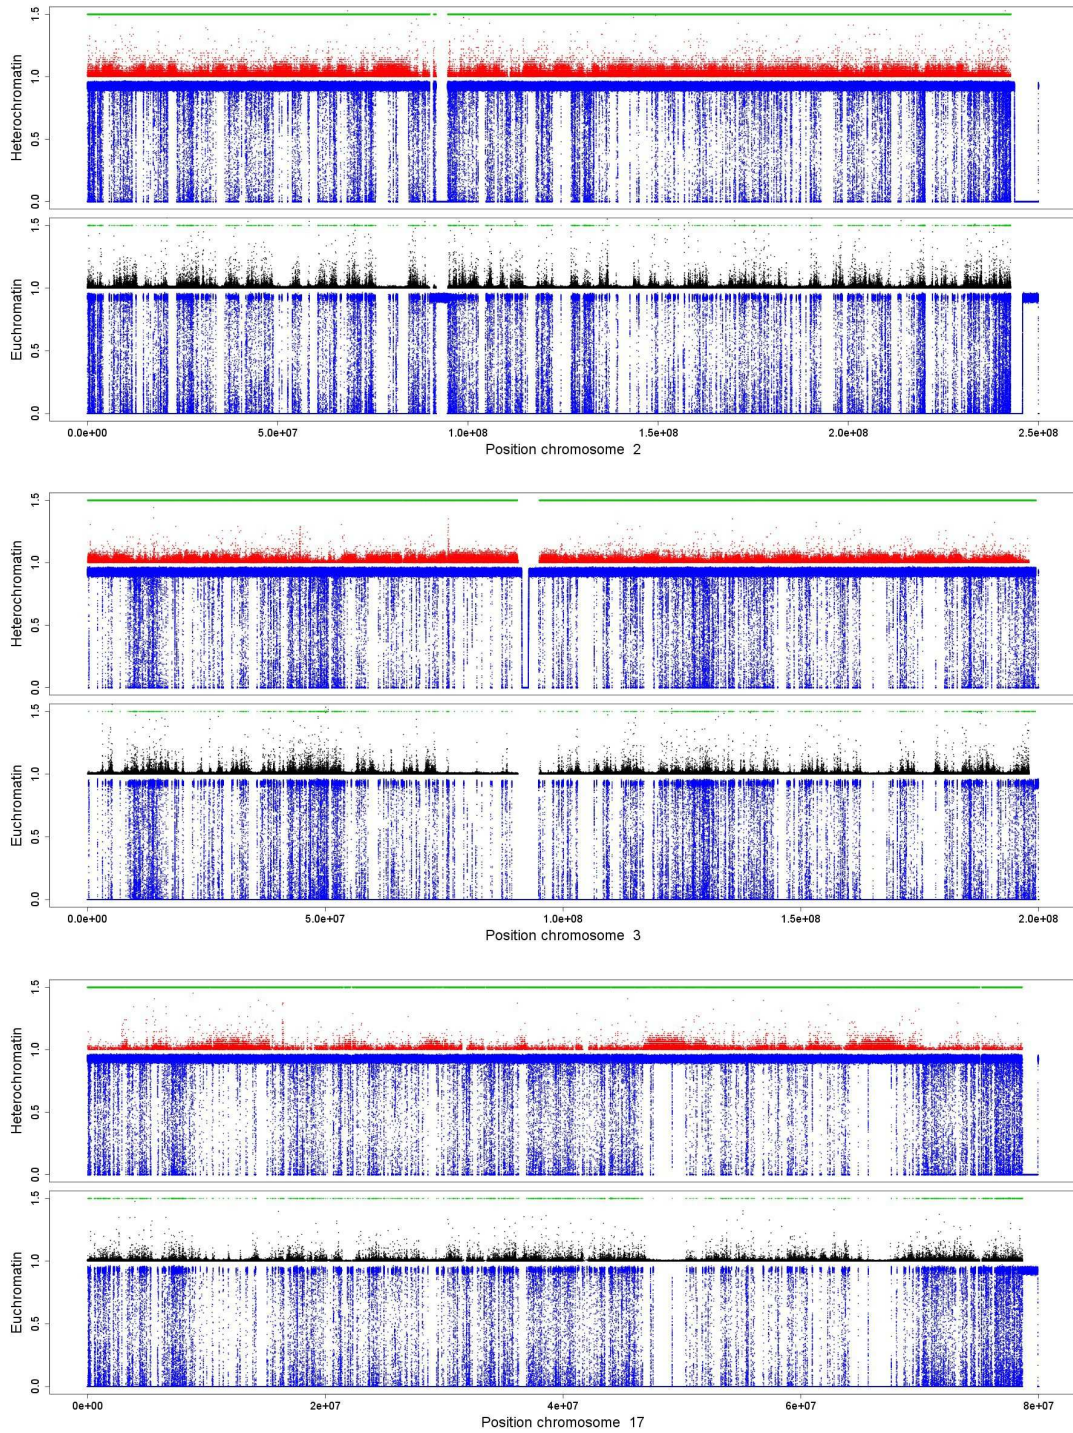 Heterochromatin
1.5
1.0
0.5
0.0
Euchromatin
1.5
1.0
0.5
0.0
0.0e+00 5.0e+07 1.0e+08 1.5e+08 2.0e+08 2.5e+08
Position chromosome 2
Heterochromatin
1.5
1.0
0.5
0.0
Euchromatin
1.5
1.0
0.5
0.0
0.0e+00 5.0e+07 1.0e+08 1.5e+08 2.0e+08
Position chromosome 3
Heterochromatin
1.5
1.0
0.5
0.0
Euchromatin
1.5
1.0
0.5
0.0
0e+00 2e+07 4e+07 6e+07 8e+07
Position chromosome 17